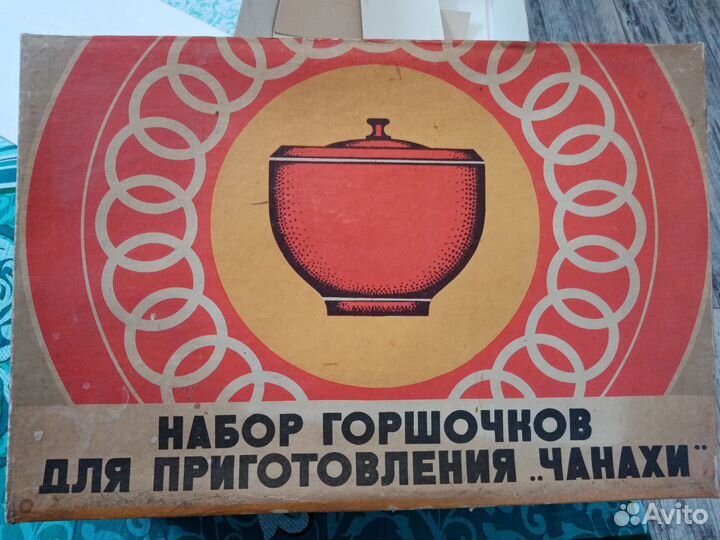 НАБОР ГОРШОЧКОВ
ДЛЯ ПРИГОТОВЛЕНИЯ „ЧАНАХИ"
Avito